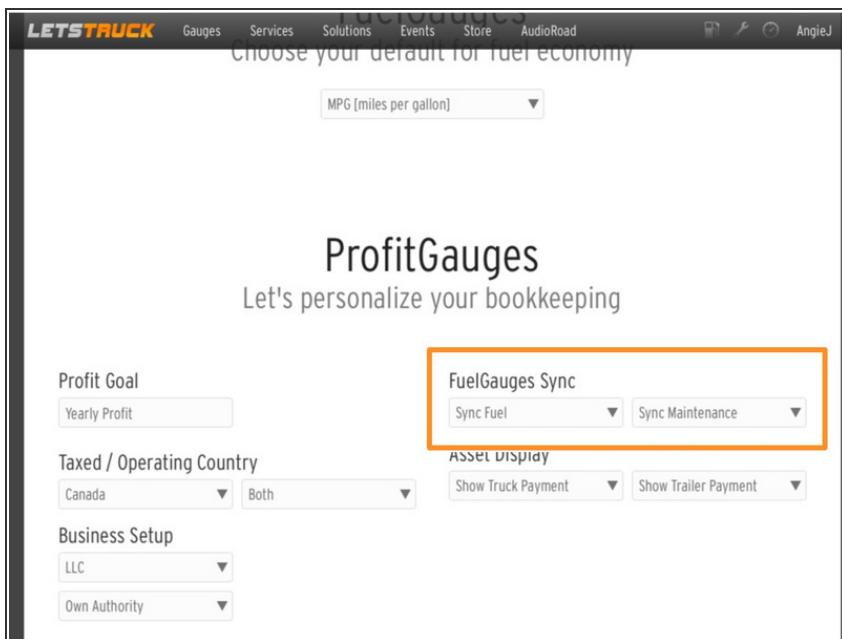 LETSTRUCK Gauges Services Solutions Events Store AudioRoad AngieJ
FuelGauges
Choose your default for fuel economy
MPG [miles per gallon]
ProfitGauges
Let's personalize your bookkeeping
Profit Goal
Yearly Profit
FuelGauges Sync
Sync Fuel Sync Maintenance
Taxed / Operating Country
Canada Both
Asset Display
Show Truck Payment Show Trailer Payment
Business Setup
LLC
Own Authority